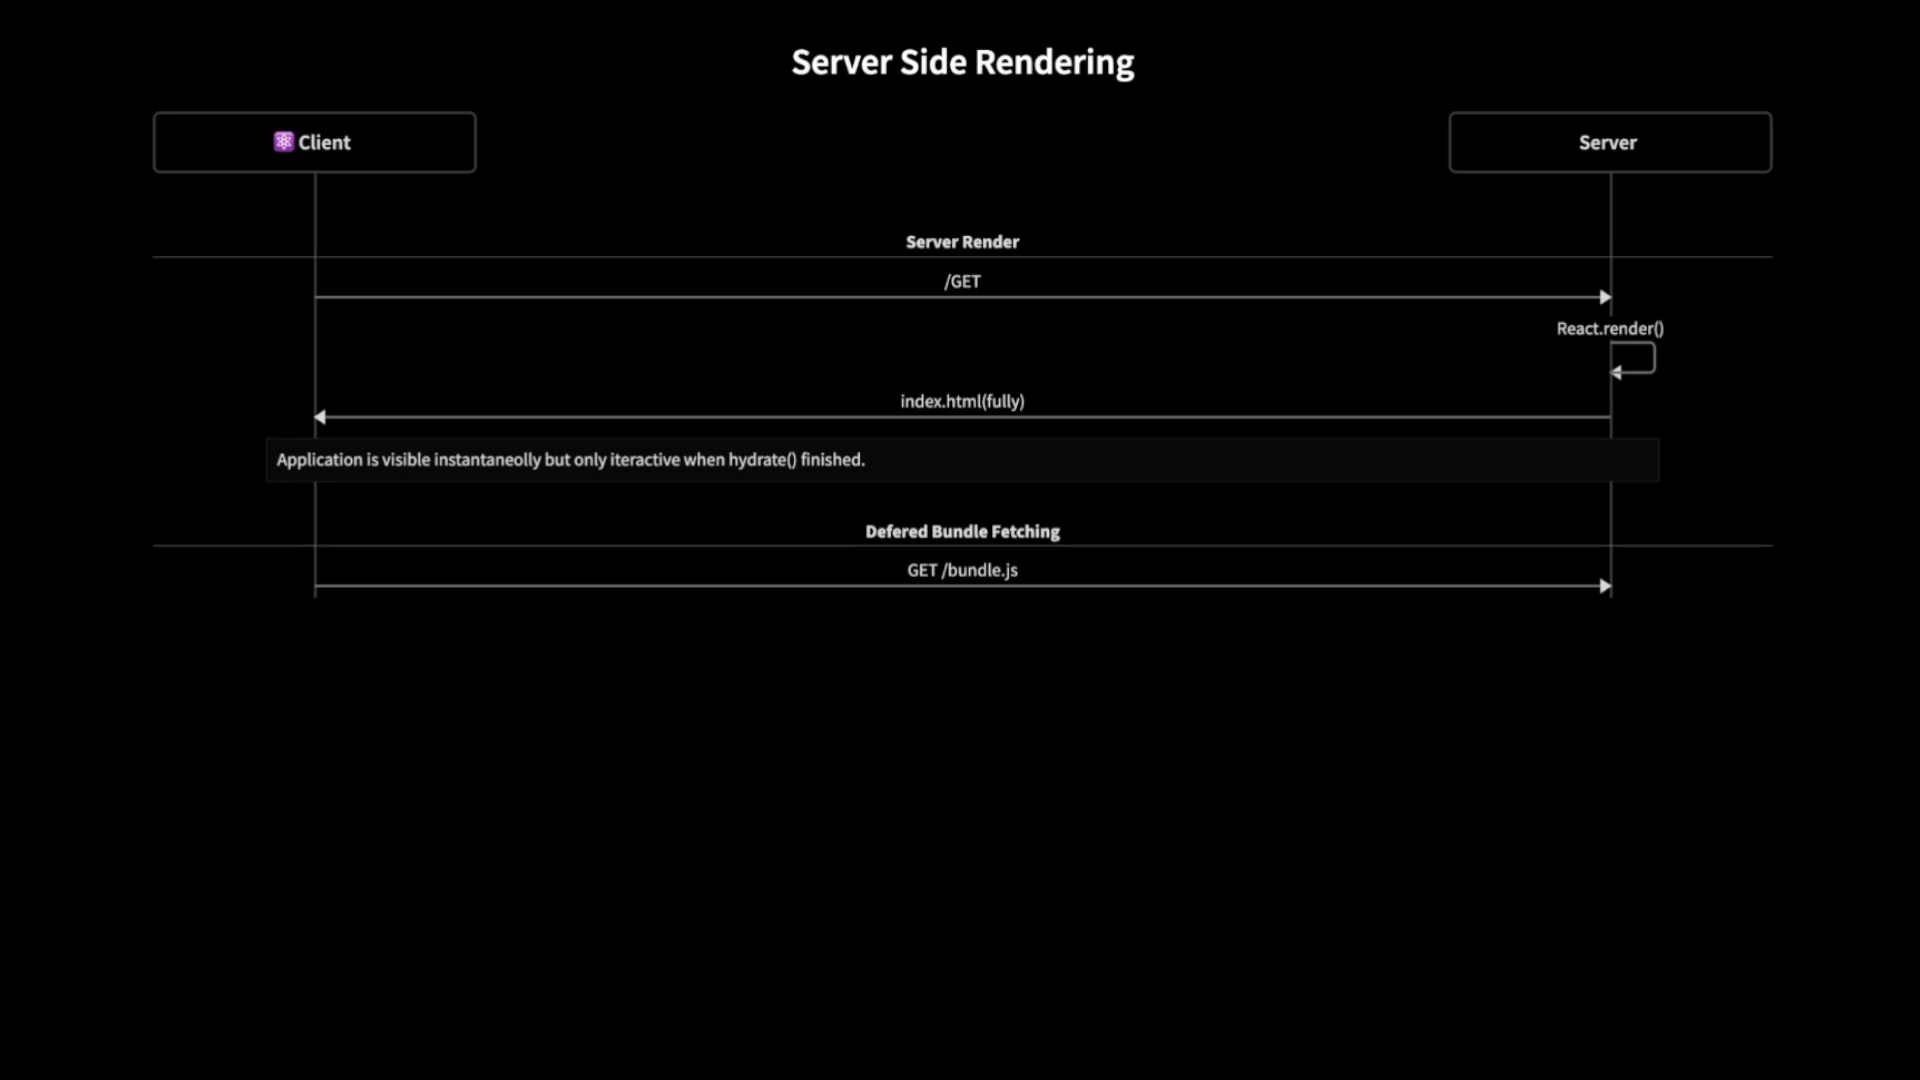 Server Side Rendering
⚛️ Client
Server
Server Render
/GET
React.render()
index.html(fully)
Application is visible instantaneolly but only iteractive when hydrate() finished.
Defered Bundle Fetching
GET /bundle.js